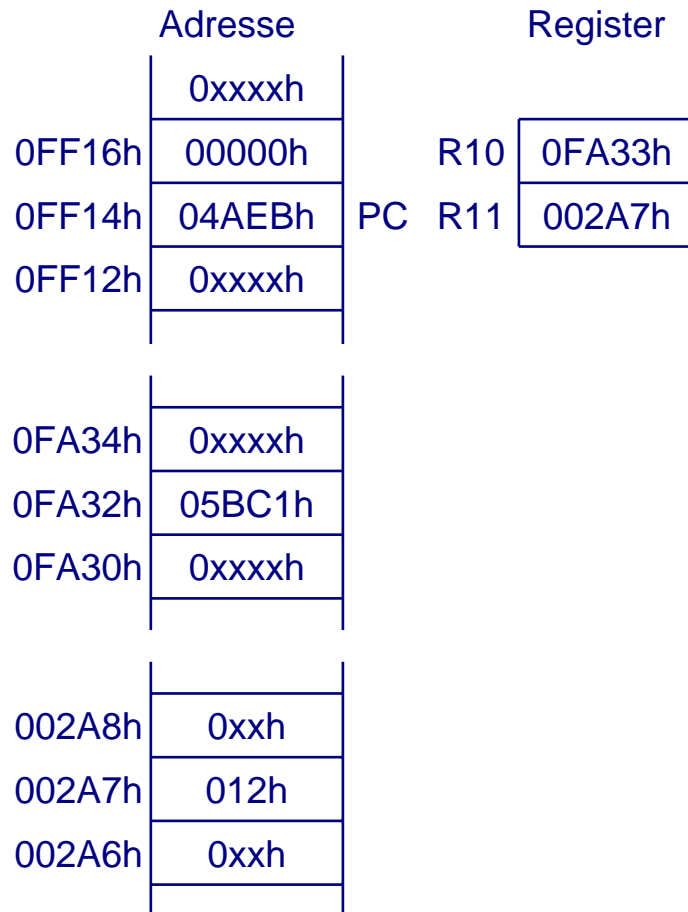 Adresse Register
0xxxxh
0FF16h 00000h R10 0FA33h
0FF14h 04AEBh PC R11 002A7h
0FF12h 0xxxxh
0FA34h 0xxxxh
0FA32h 05BC1h
0FA30h 0xxxxh
002A8h 0xxh
002A7h 012h
002A6h 0xxh